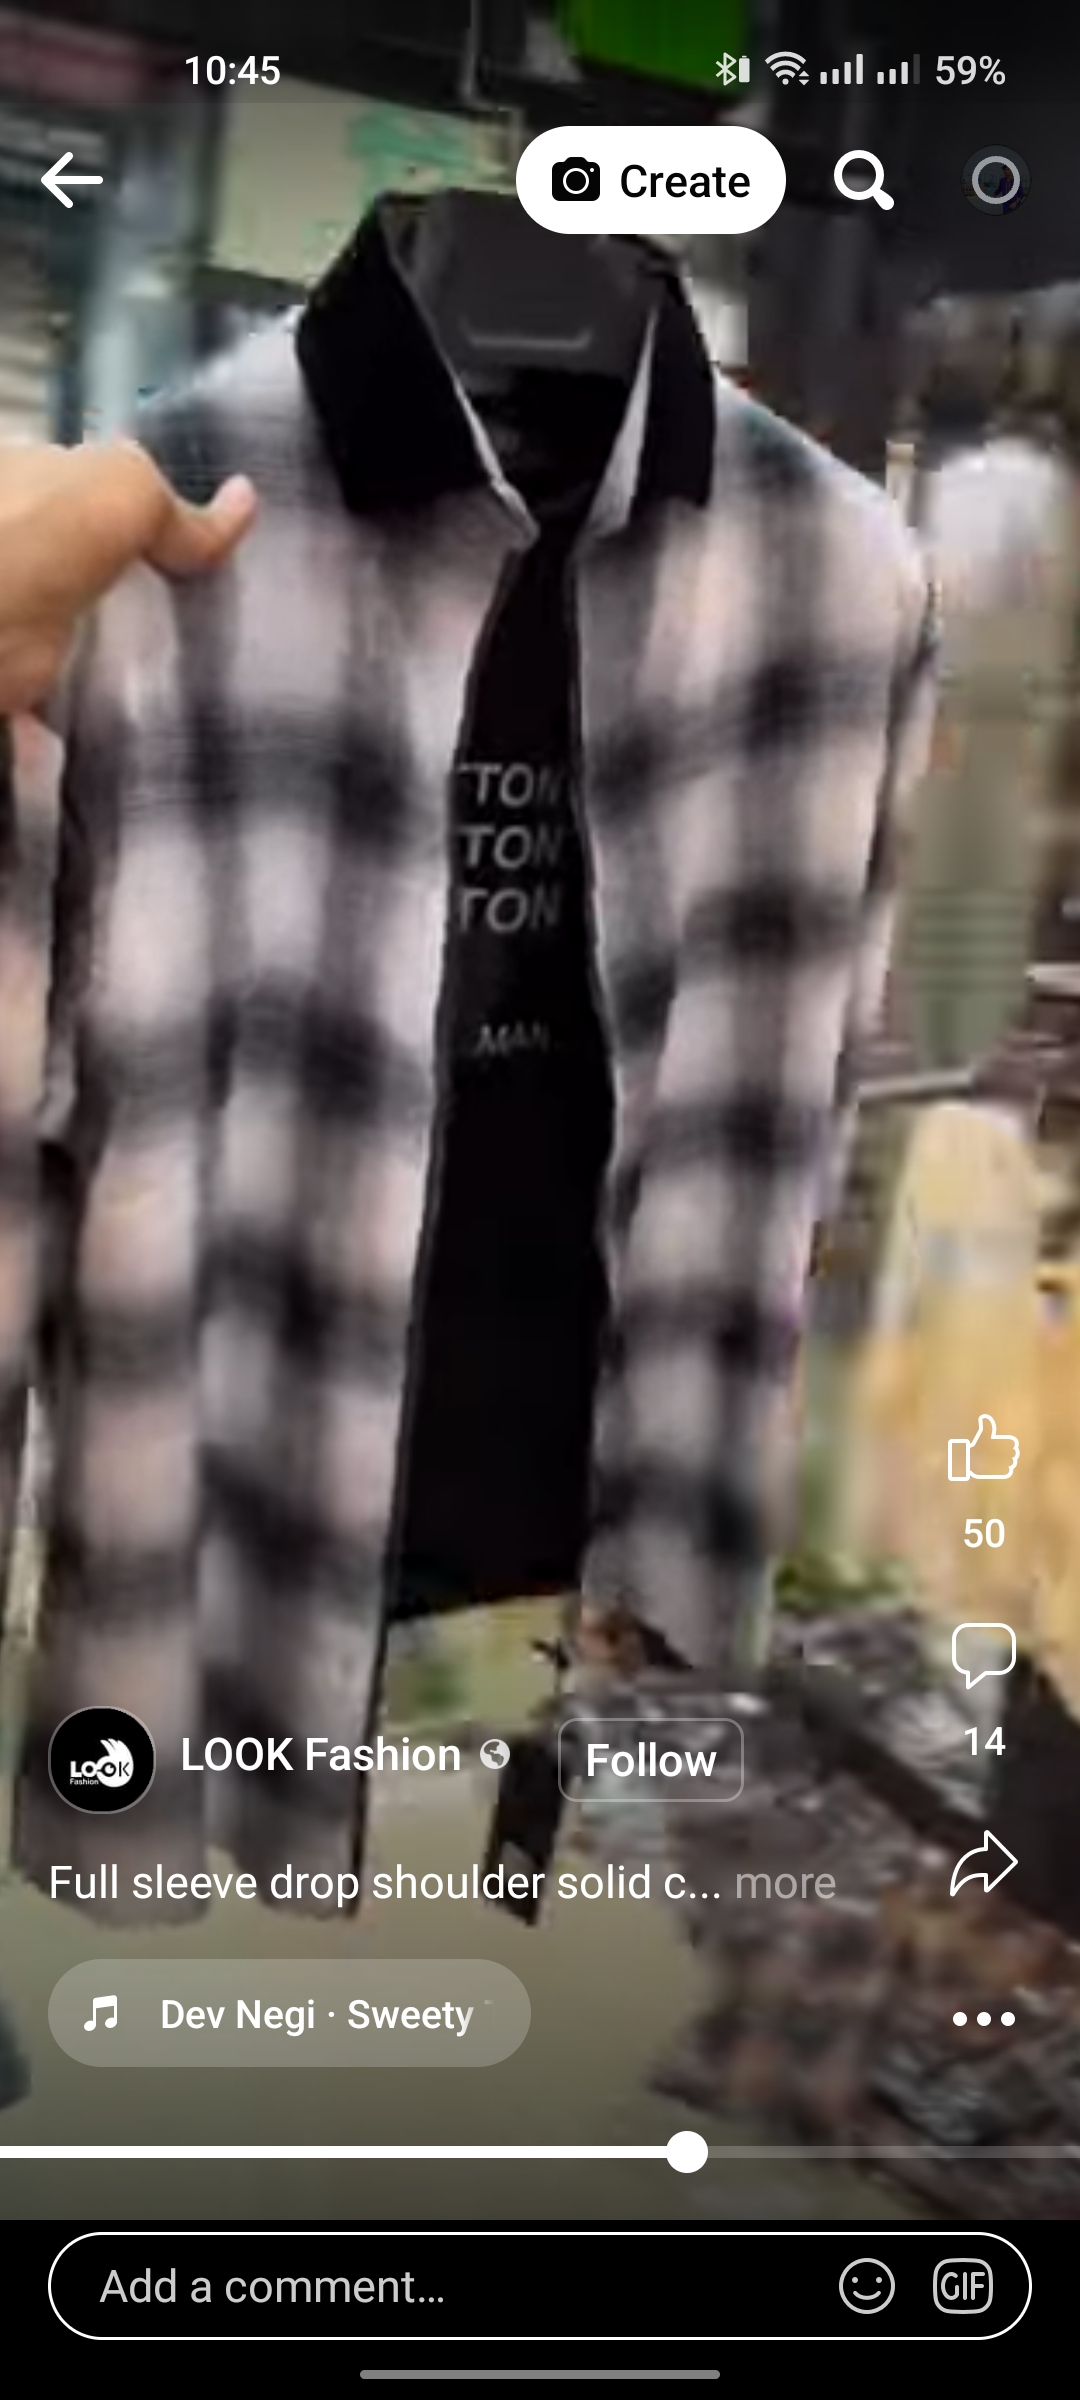 10:45
59%
Create
TON
TON
TON
MAN
LOOK
Fashion
LOOK Fashion
Follow
Full sleeve drop shoulder solid c... more
Dev Negi · Sweety
50
14
Add a comment...
GIF